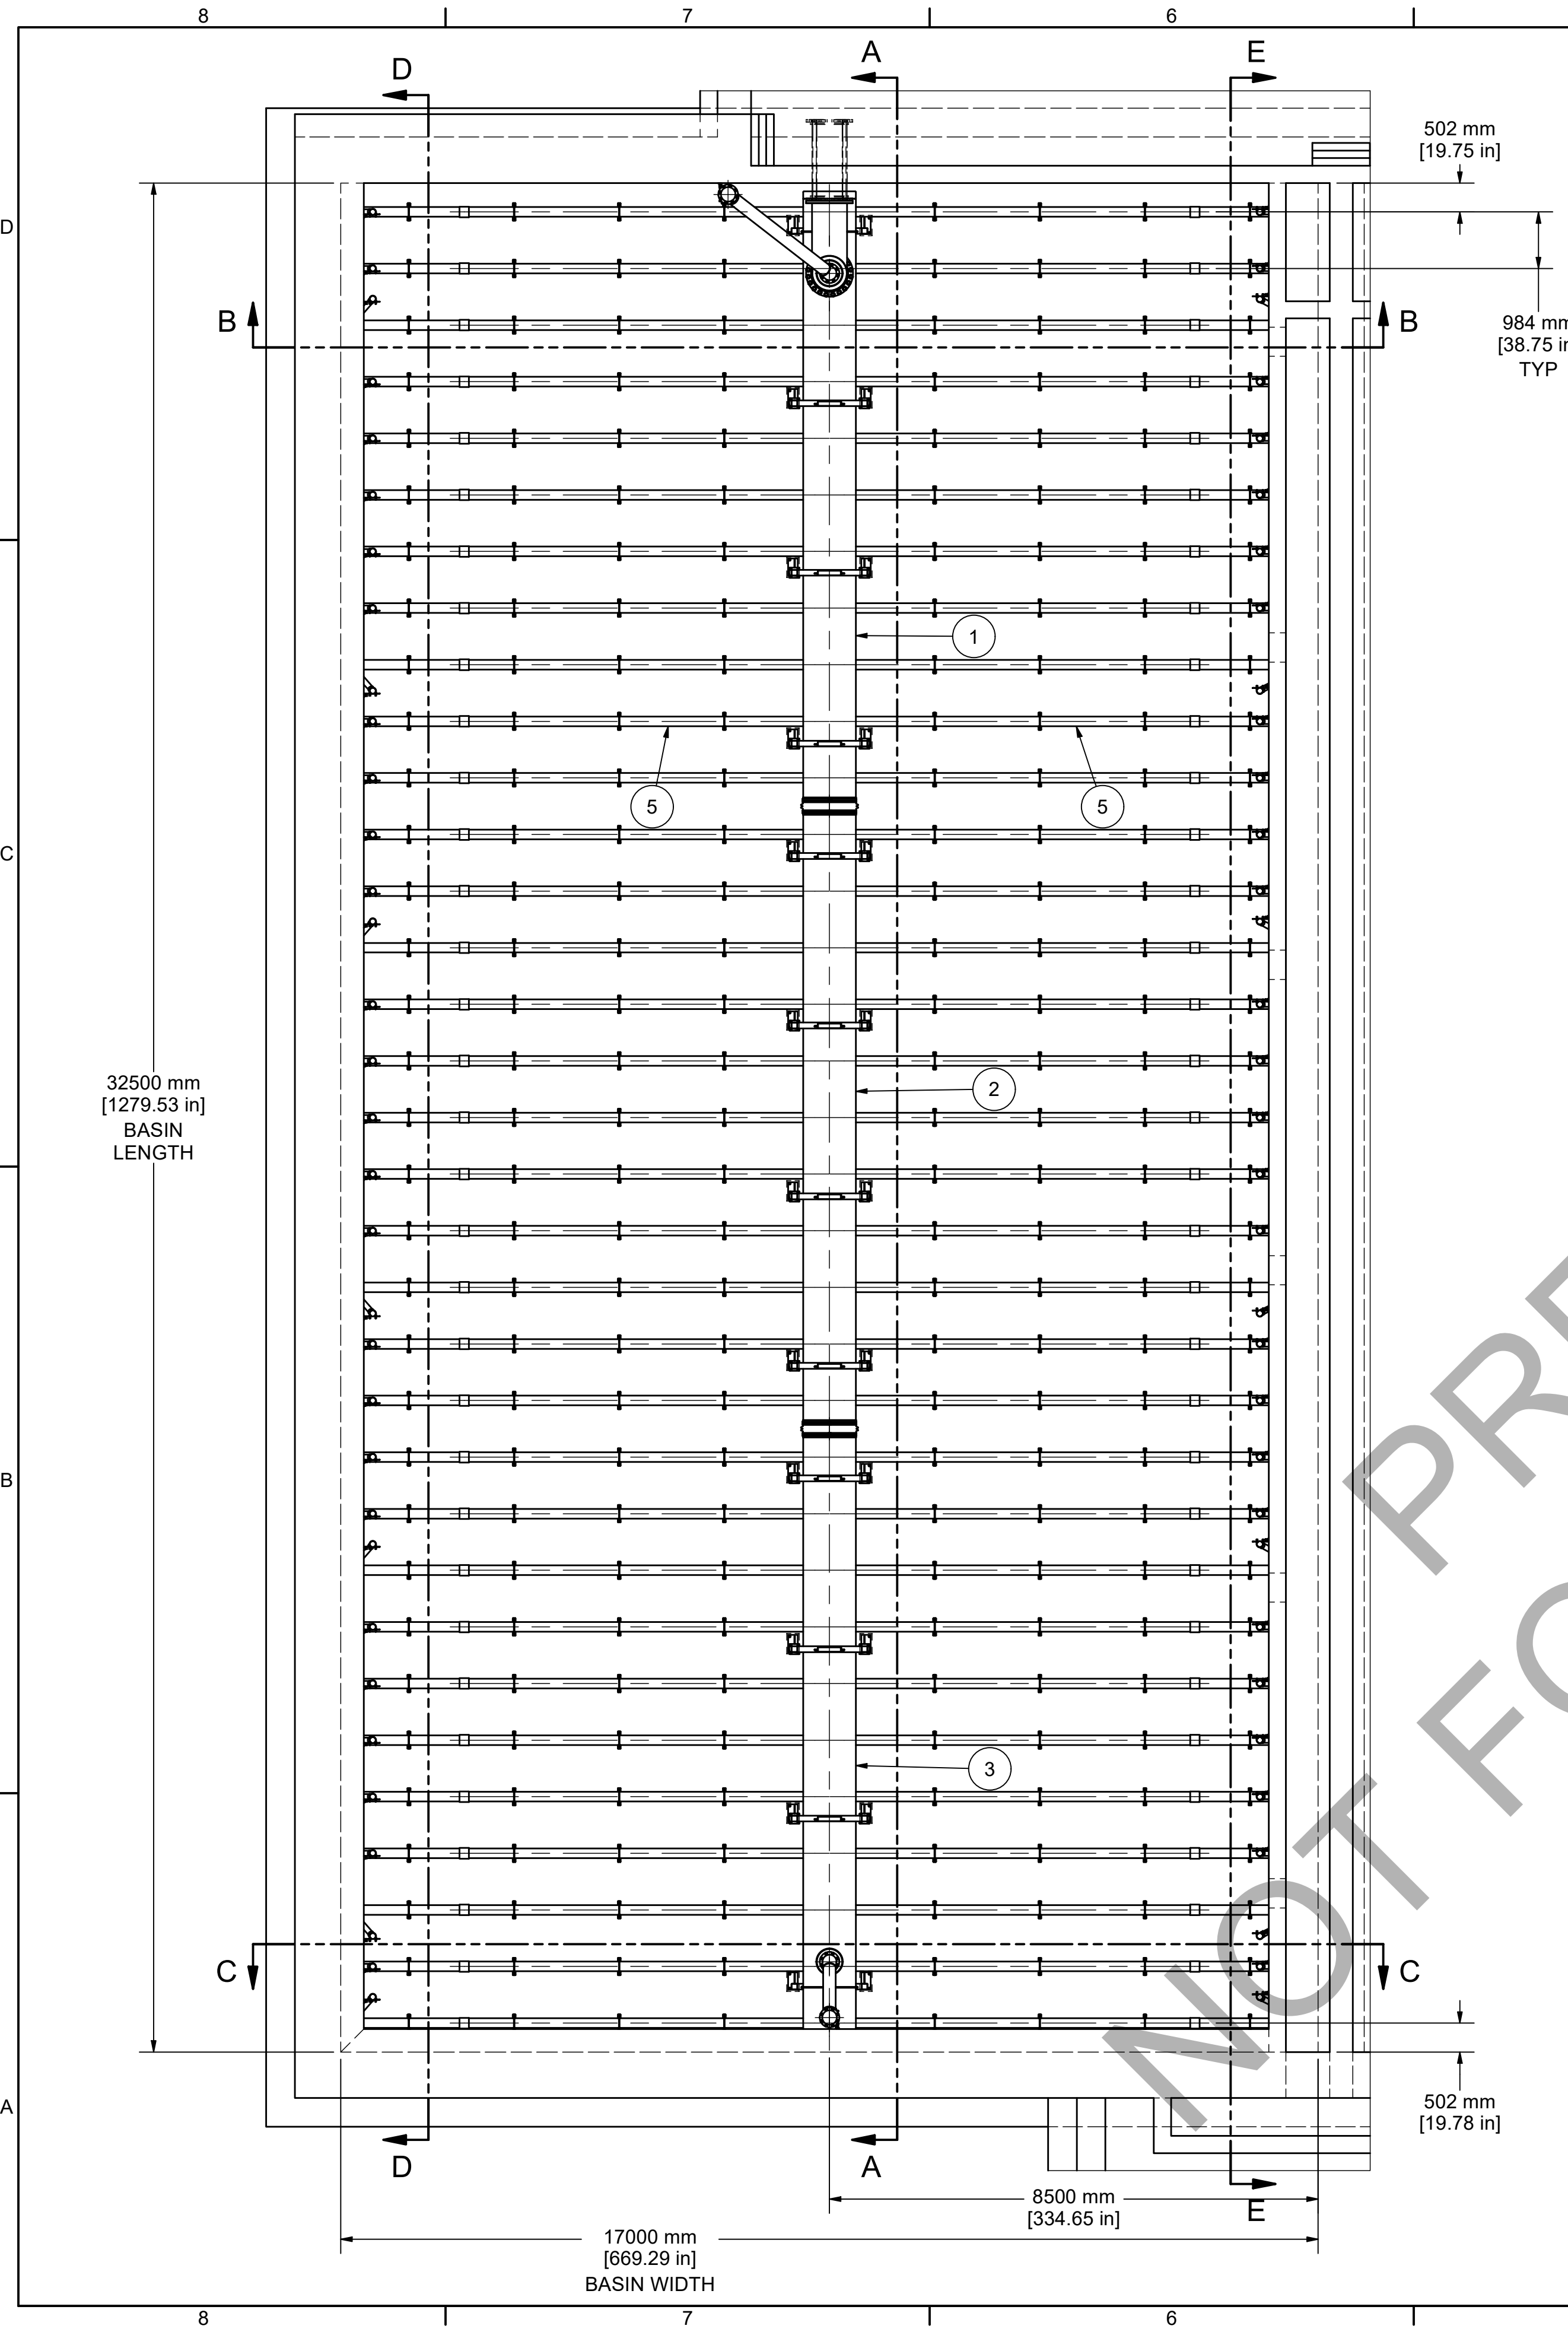 8 7 6
D A E
502 mm
[19.75 in]
D
B B
984 mm
[38.75 in
TYP
1
5 5
C
2
32500 mm
[1279.53 in]
BASIN
LENGTH
PRE
B
NOT FO
3
C C
A
502 mm
[19.78 in]
D A E
8500 mm
[334.65 in]
17000 mm
[669.29 in]
BASIN WIDTH
8 7 6